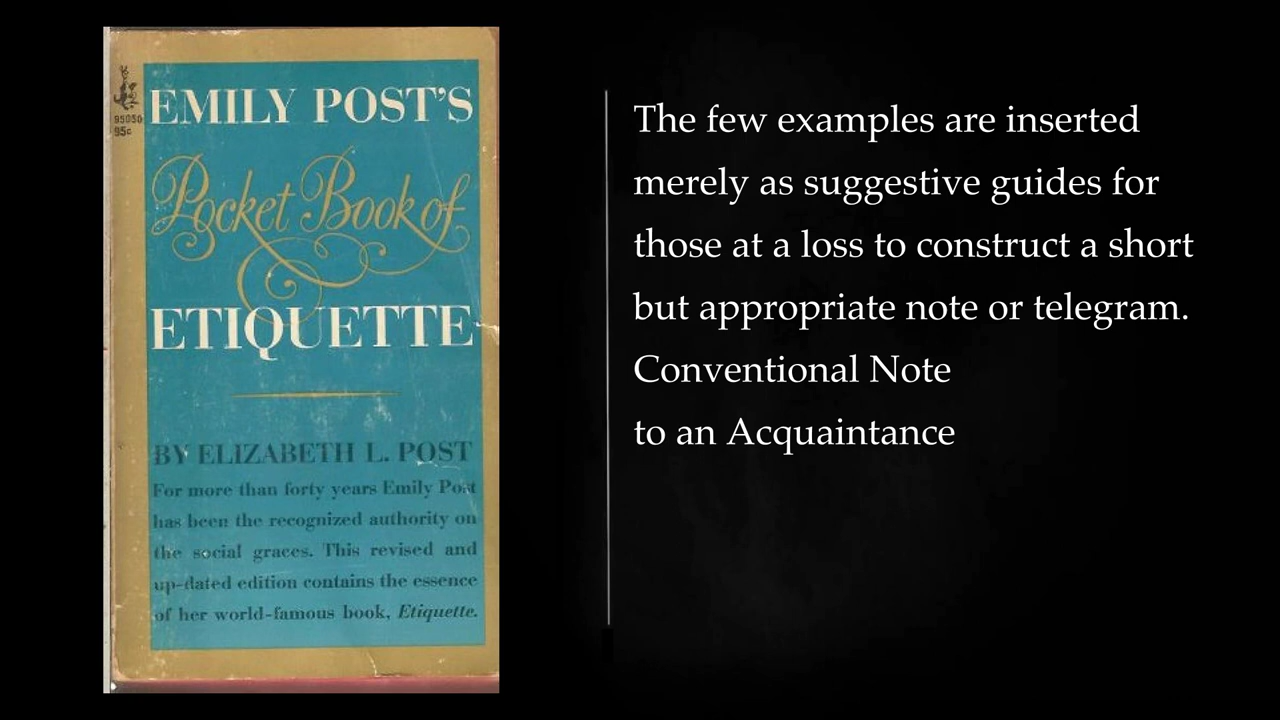 EMILY POST'S
95050
95c
Pocket Book of
ETIQUETTE
BY ELIZABETH L. POST
For more than forty years Emily Post
has been the recognized authority on
the social graces. This revised and
up-dated edition contains the essence
of her world-famous book, Etiquette.
The few examples are inserted
merely as suggestive guides for
those at a loss to construct a short
but appropriate note or telegram.
Conventional Note
to an Acquaintance